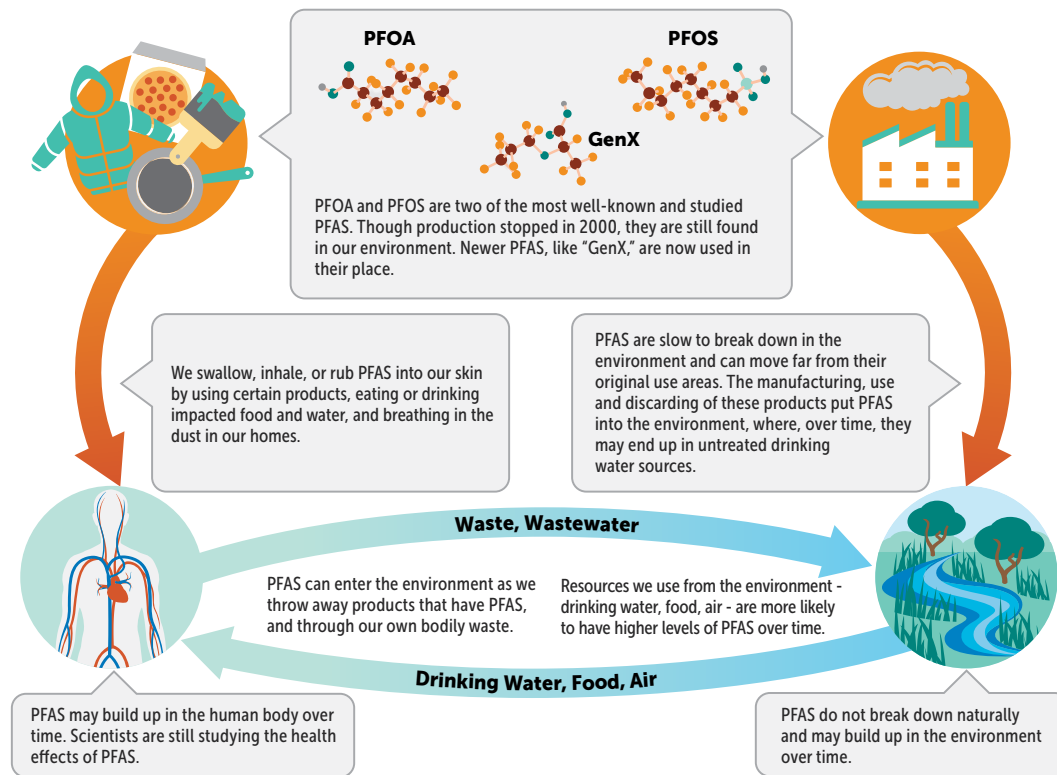 PFOA
PFOS
GenX
PFOA and PFOS are two of the most well-known and studied
PFAS. Though production stopped in 2000, they are still found
in our environment. Newer PFAS, like “GenX,” are now used in
their place.
We swallow, inhale, or rub PFAS into our skin
by using certain products, eating or drinking
impacted food and water, and breathing in the
dust in our homes.
PFAS are slow to break down in the
environment and can move far from their
original use areas. The manufacturing, use
and discarding of these products put PFAS
into the environment, where, over time, they
may end up in untreated drinking
water sources.
Waste, Wastewater
PFAS can enter the environment as we
throw away products that have PFAS,
and through our own bodily waste.
Resources we use from the environment -
drinking water, food, air - are more likely
to have higher levels of PFAS over time.
Drinking Water, Food, Air
PFAS may build up in the human body over
time. Scientists are still studying the health
effects of PFAS.
PFAS do not break down naturally
and may build up in the environment
over time.